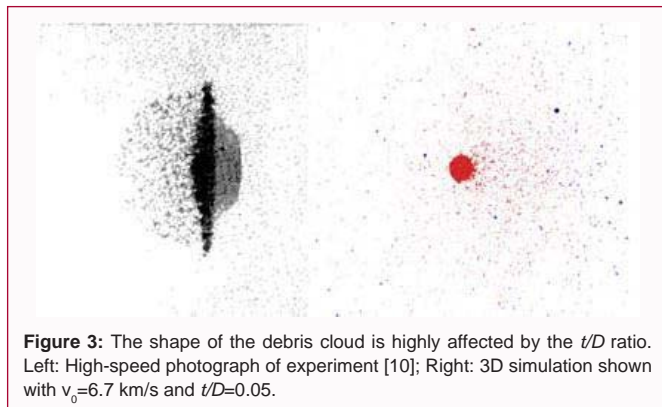 Figure 3: The shape of the debris cloud is highly affected by the t/D ratio.
Left: High-speed photograph of experiment [10]; Right: 3D simulation shown
with v₀=6.7 km/s and t/D=0.05.